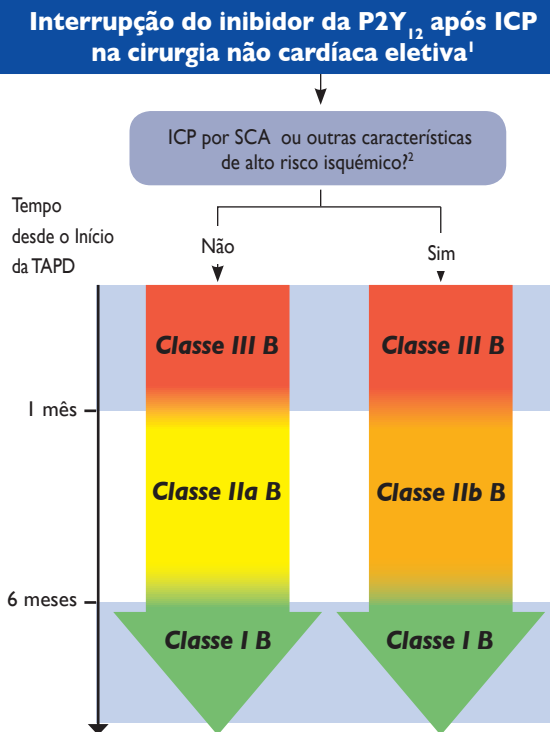 Interrupção do inibidor da P2Y₁₂ após ICP
na cirurgia não cardíaca eletiva¹
ICP por SCA ou outras características
de alto risco isquémico?²
Tempo
desde o Início
da TAPD
Não
Sim
Classe III B
Classe III B
1 mês
Classe IIa B
Classe IIb B
6 meses
Classe I B
Classe I B